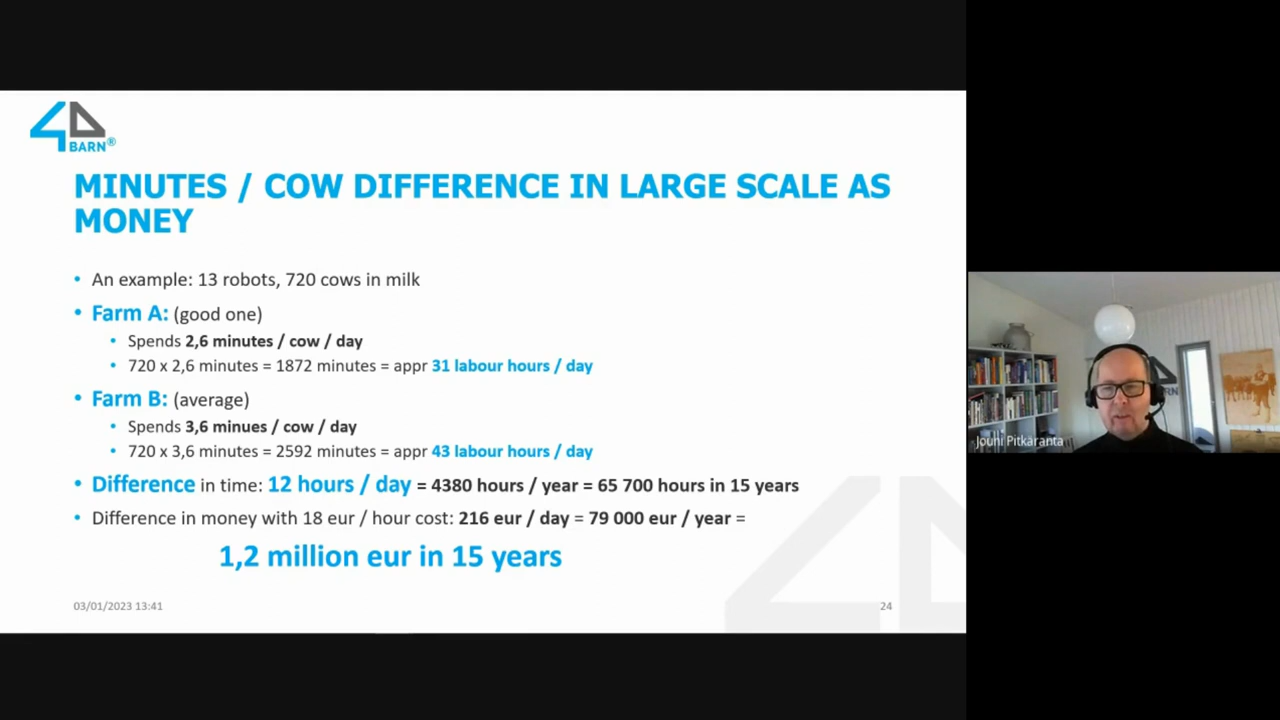 4D
BARN®
MINUTES / COW DIFFERENCE IN LARGE SCALE AS
MONEY
• An example: 13 robots, 720 cows in milk
• Farm A: (good one)
• Spends 2,6 minutes / cow / day
• 720 x 2,6 minutes = 1872 minutes = appr 31 labour hours / day
• Farm B: (average)
• Spends 3,6 minues / cow / day
• 720 x 3,6 minutes = 2592 minutes = appr 43 labour hours / day
• Difference in time: 12 hours / day = 4380 hours / year = 65 700 hours in 15 years
• Difference in money with 18 eur / hour cost: 216 eur / day = 79 000 eur / year =
1,2 million eur in 15 years
03/01/2023 13:41
24
ARN
Jouni Pitkäranta